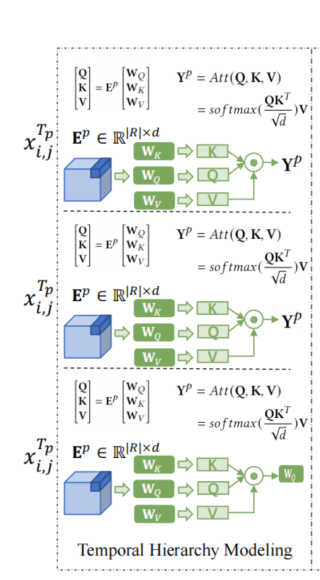 [Q K V] = E^p [W_Q W_K W_V]
Y^p = Att(Q, K, V)
= softmax(QK^T/√d)V
x_{i,j}^{T_p}
E^p ∈ ℝ^{|R|×d}
W_K K
W_Q Q
Y^p
W_V V
[Q K V] = E^p [W_Q W_K W_V]
Y^p = Att(Q, K, V)
= softmax(QK^T/√d)V
x_{i,j}^{T_p}
E^p ∈ ℝ^{|R|×d}
W_K K
W_Q Q
Y^p
W_V V
[Q K V] = E^p [W_Q W_K W_V]
Y^p = Att(Q, K, V)
= softmax(QK^T/√d)V
x_{i,j}^{T_p}
E^p ∈ ℝ^{|R|×d}
W_K K
W_Q Q
W_Q
W_V V
Temporal Hierarchy Modeling